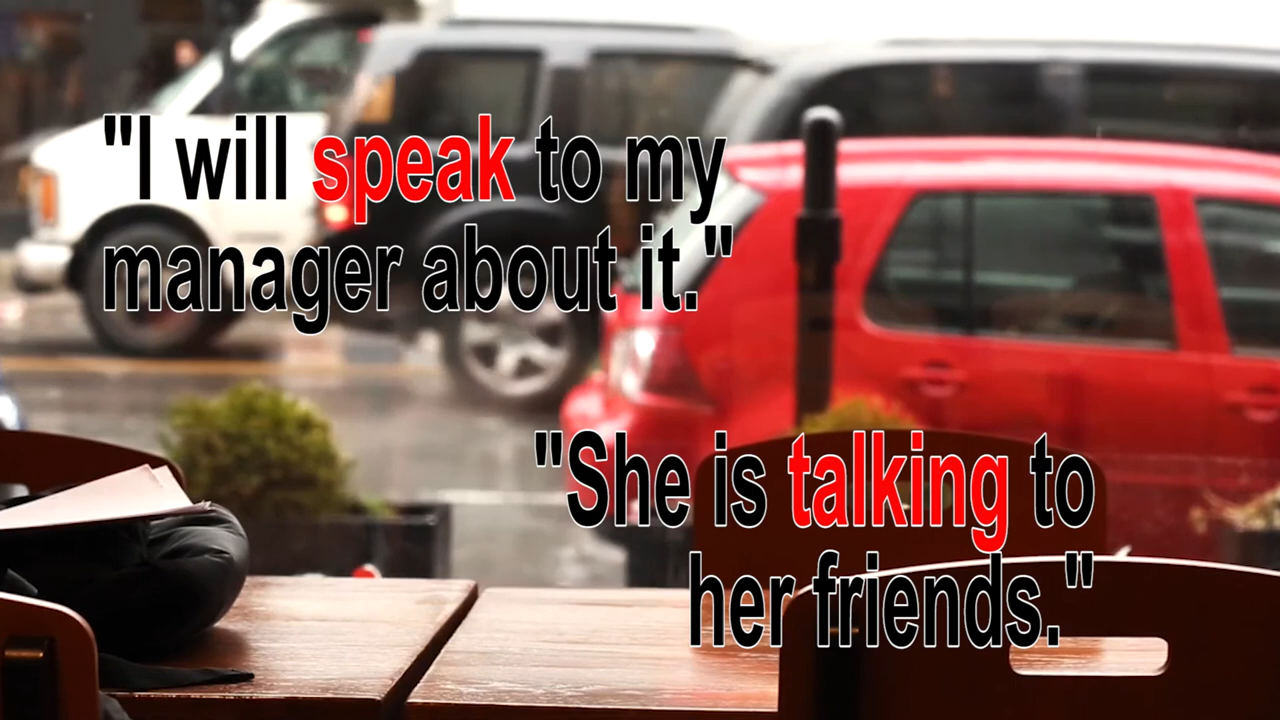 "I will speak to my
manager about it."
"She is talking to
her friends."